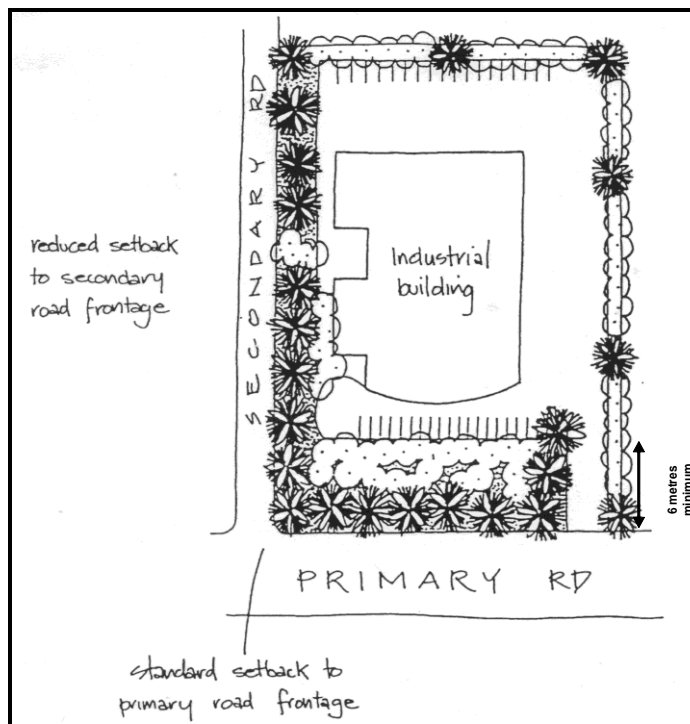 SECONDARY RD
reduced setback
to secondary
road frontage
Industrial
building
6 metres
minimum
PRIMARY RD
standard setback to
primary road frontage